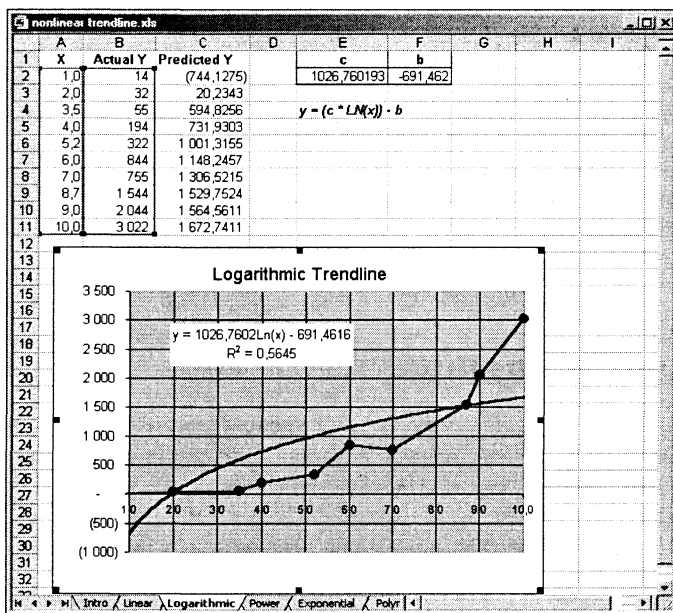 nonlinear trendline.xls
A B C D E F G H I
1 X Actual Y Predicted Y c b
2 1,0 14 (744,1275) 1026,760193 -691,462
3 2,0 32 20,2343
4 3,5 55 594,8256 y = (c * LN(x)) - b
5 4,0 194 731,9303
6 5,2 322 1 001,3155
7 6,0 844 1 148,2457
8 7,0 755 1 306,5215
9 8,7 1 544 1 529,7524
10 9,0 2 044 1 564,5611
11 10,0 3 022 1 672,7411
12
13
14 Logarithmic Trendline
15 3 500
16 3 000
17 y = 1026,7602Ln(x) - 691,4616
18 R² = 0,5645
19 2 500
20 2 000
21 1 500
22
23 1 000
24
25 500
26 -
27 1 0 2 0 3 0 4 0 5 0 6 0 7 0 8 0 9 0 10,0
28 (500)
29
30 (1 000)
31
32
Intro Linear Logarithmic Power Exponential Polyr